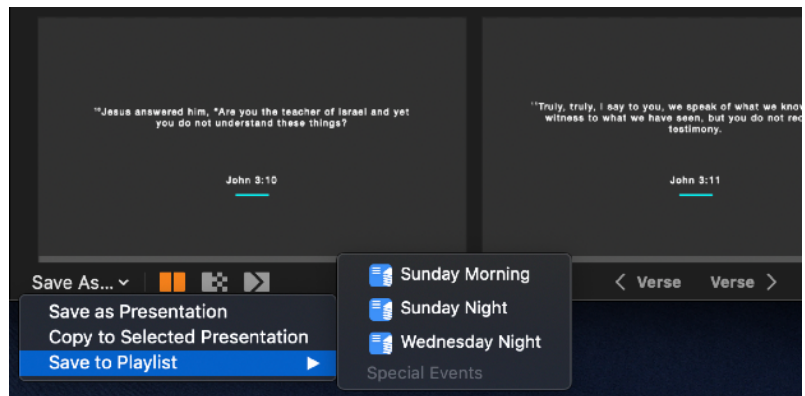 "Jesus answered him, "Are you the teacher of Israel and yet
you do not understand these things?
John 3:10
"Truly, truly, I say to you, we speak of what we know
witness to what we have seen, but you do not rec
testimony.
John 3:11
Save As...
Verse Verse
Save as Presentation
Copy to Selected Presentation
Save to Playlist
Sunday Morning
Sunday Night
Wednesday Night
Special Events